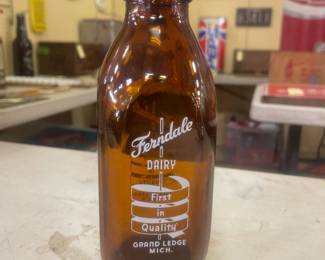 Ferndale
DAIRY
First
in
Quality
GRAND LEDGE
MICH.